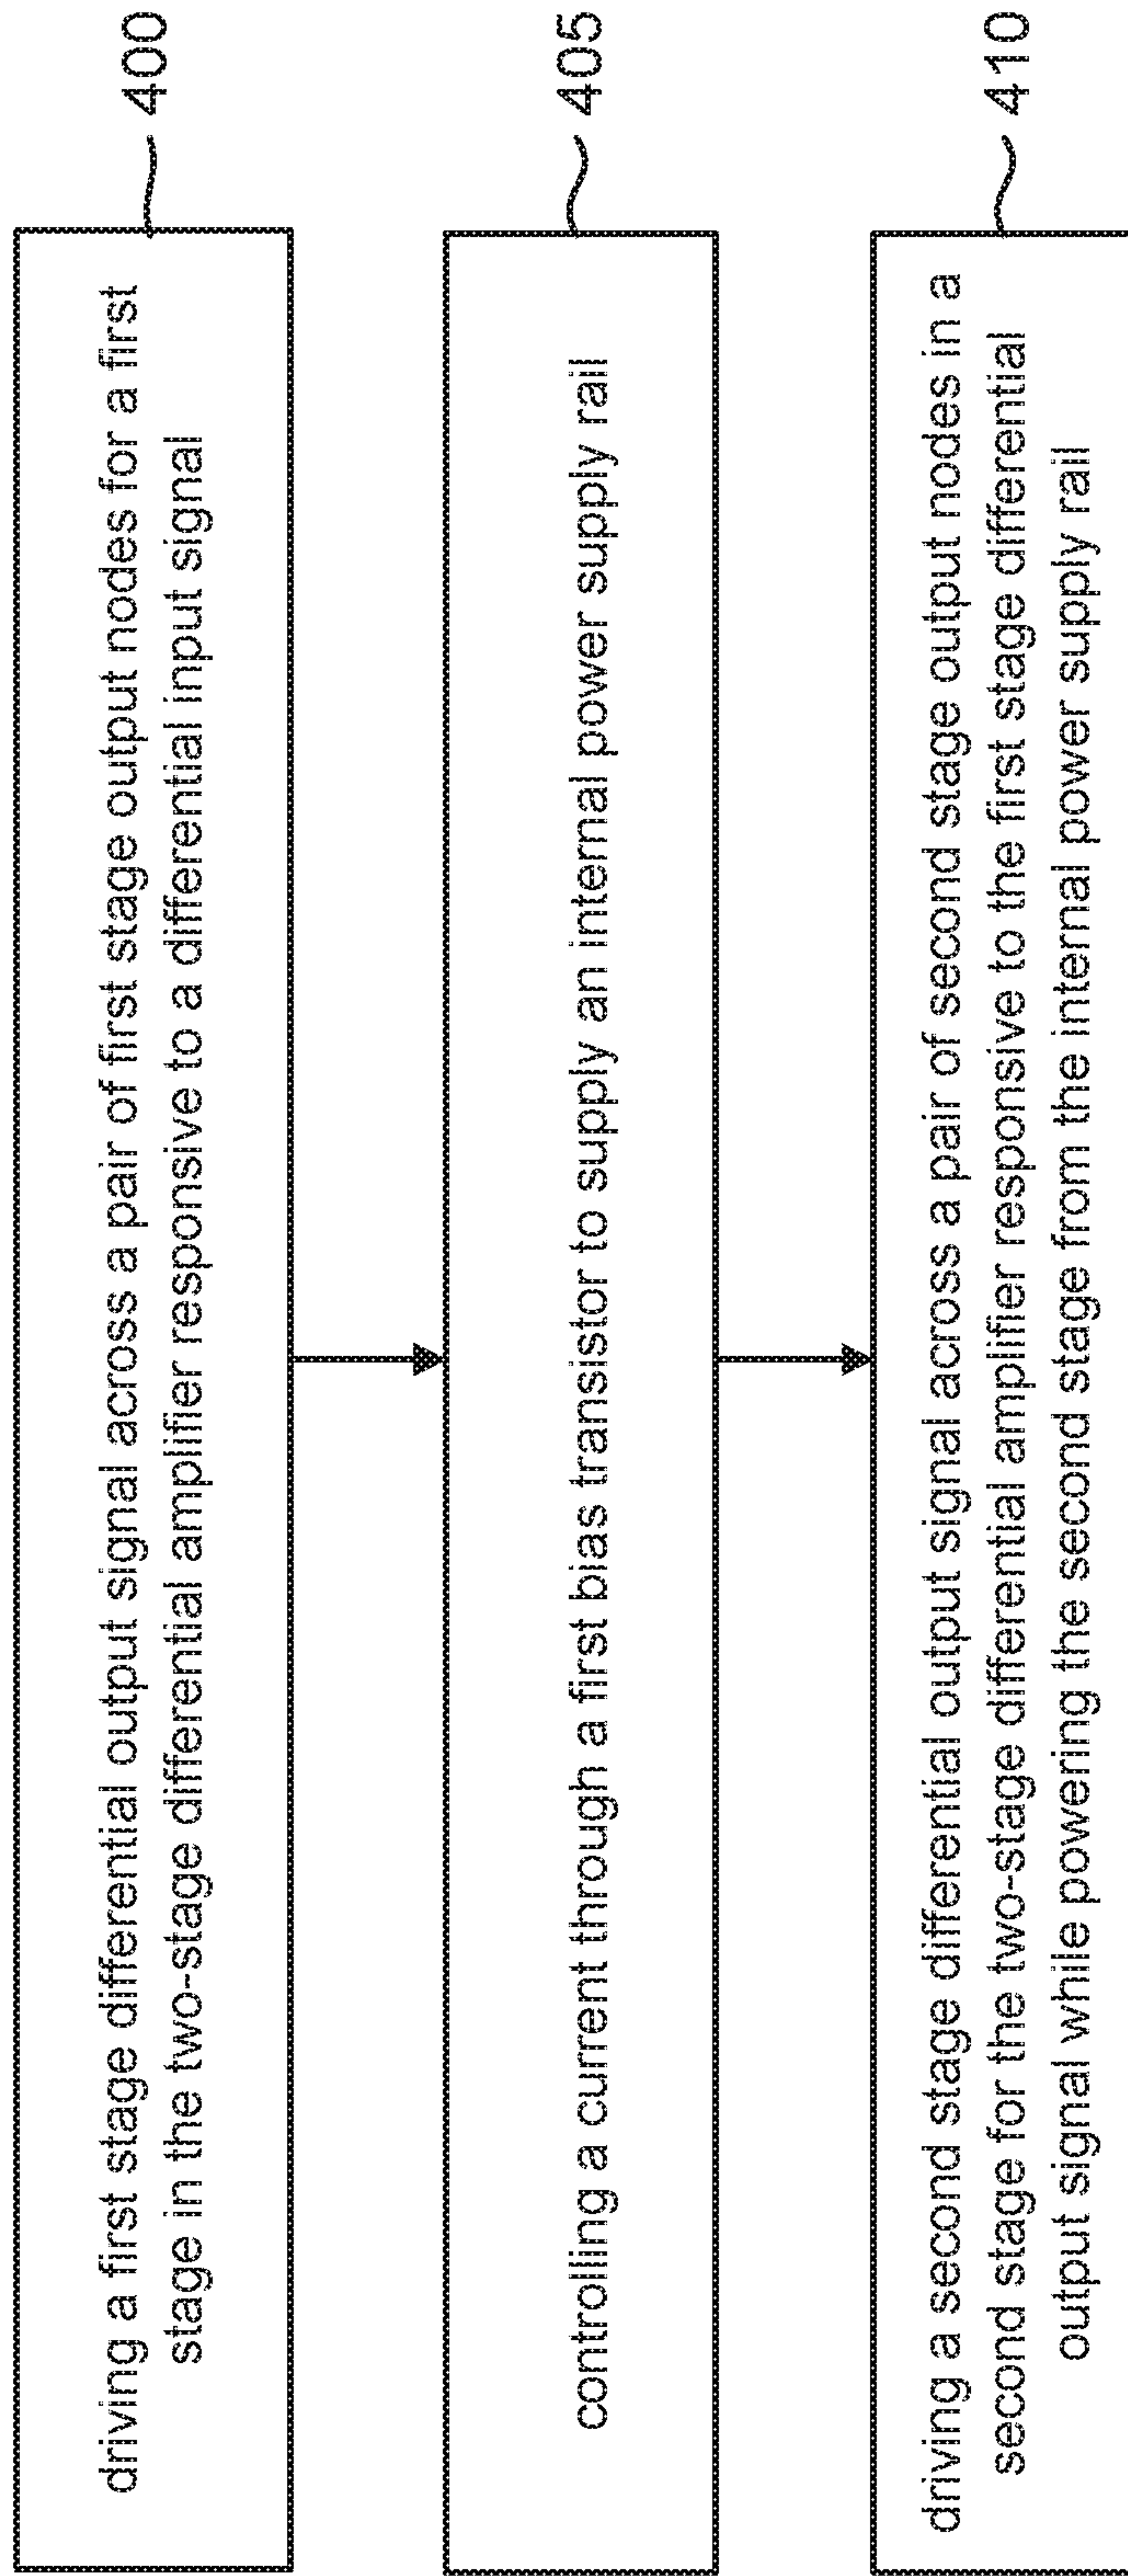 driving a first stage differential output signal across a pair of first stage output nodes for a first
stage in the two-stage differential amplifier responsive to a differential input signal
400
controlling a current through a first bias transistor to supply an internal power supply rail
405
driving a second stage differential output signal across a pair of second stage output nodes in a
second stage for the two-stage differential amplifier responsive to the first stage differential
output signal while powering the second stage from the internal power supply rail
410